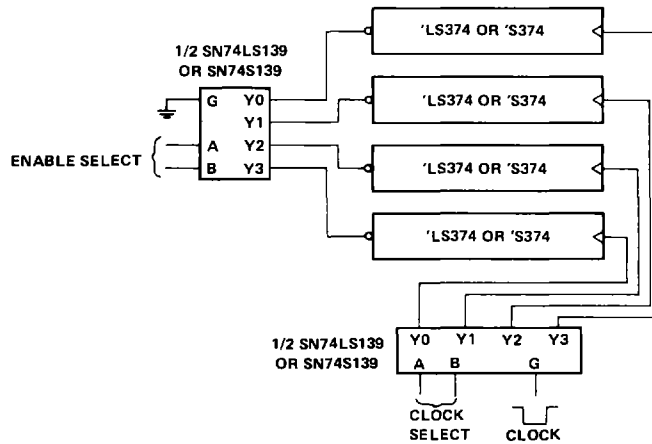 1/2 SN74LS139
OR SN74S139
G Y0
Y1
A Y2
B Y3
ENABLE SELECT
'LS374 OR 'S374
'LS374 OR 'S374
'LS374 OR 'S374
'LS374 OR 'S374
1/2 SN74LS139
OR SN74S139
Y0 Y1 Y2 Y3
A B G
CLOCK
SELECT
CLOCK